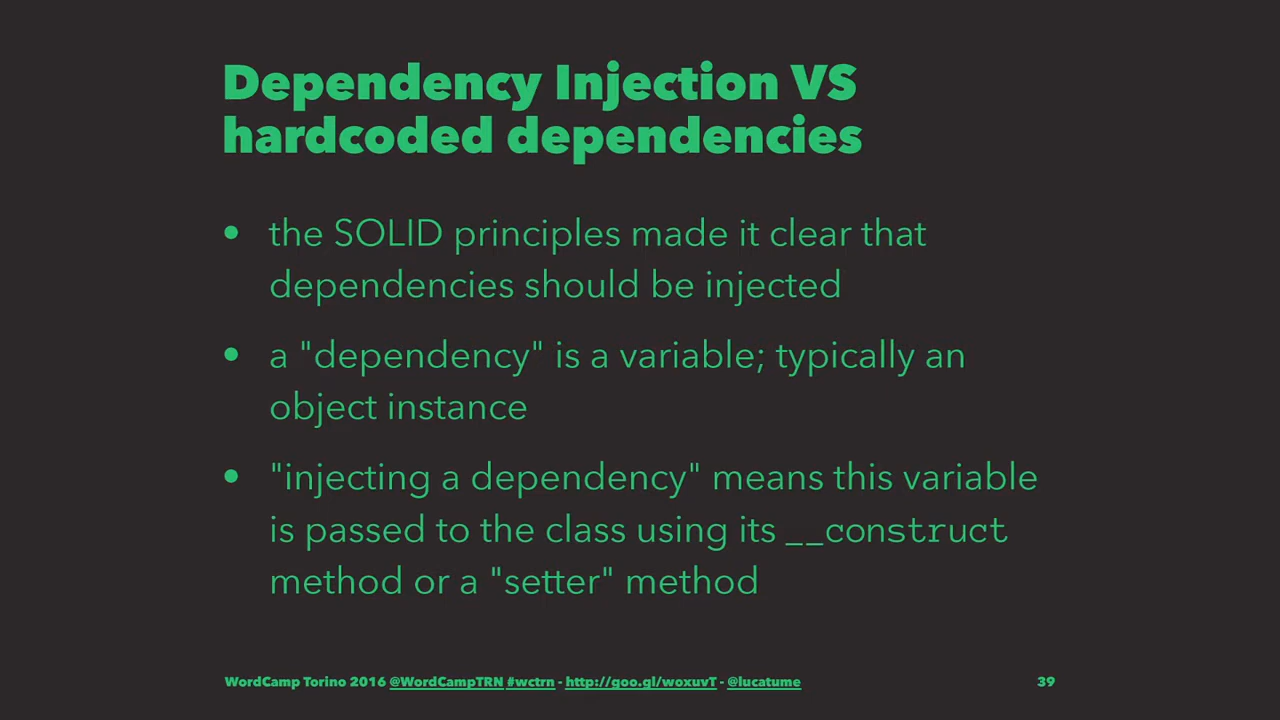 Dependency Injection VS
hardcoded dependencies
• the SOLID principles made it clear that
dependencies should be injected
• a "dependency" is a variable; typically an
object instance
• "injecting a dependency" means this variable
is passed to the class using its __construct
method or a "setter" method
WordCamp Torino 2016 @WordCampTRN #wctrn - http://goo.gl/woxuvT - @lucatume 39